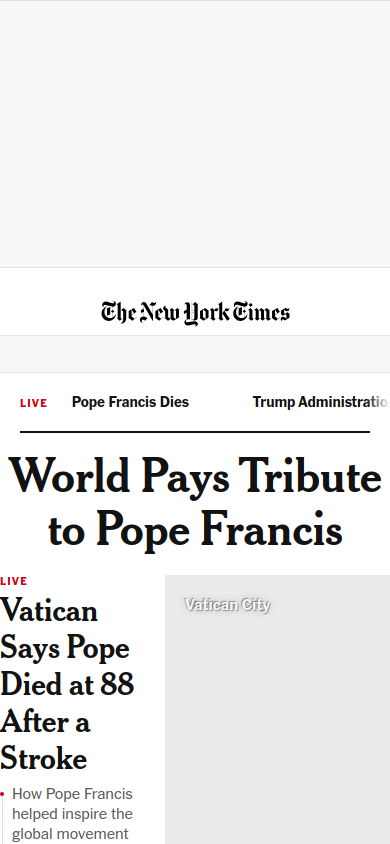 The New York Times
LIVE Pope Francis Dies Trump Administratio
World Pays Tribute
to Pope Francis
LIVE
Vatican
Says Pope
Died at 88
After a
Stroke
How Pope Francis
helped inspire the
global movement
Vatican City